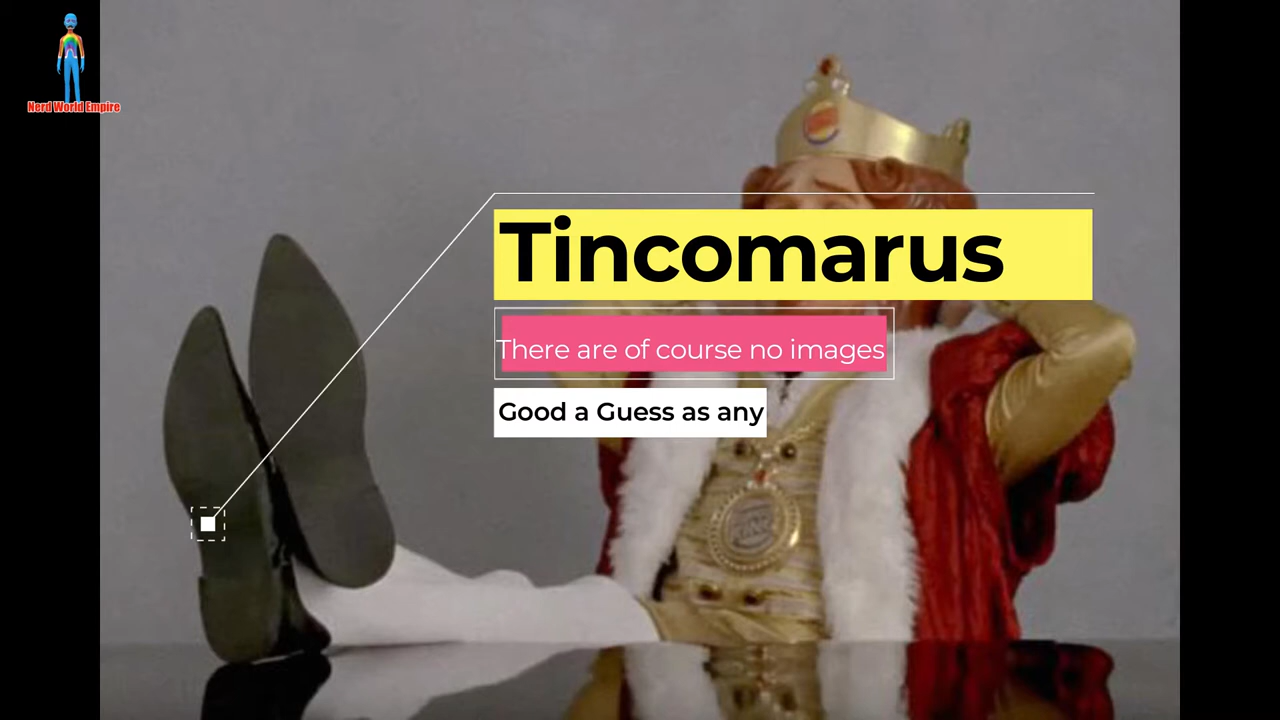 Nerd World Empire
Tincomarus
There are of course no images
Good a Guess as any